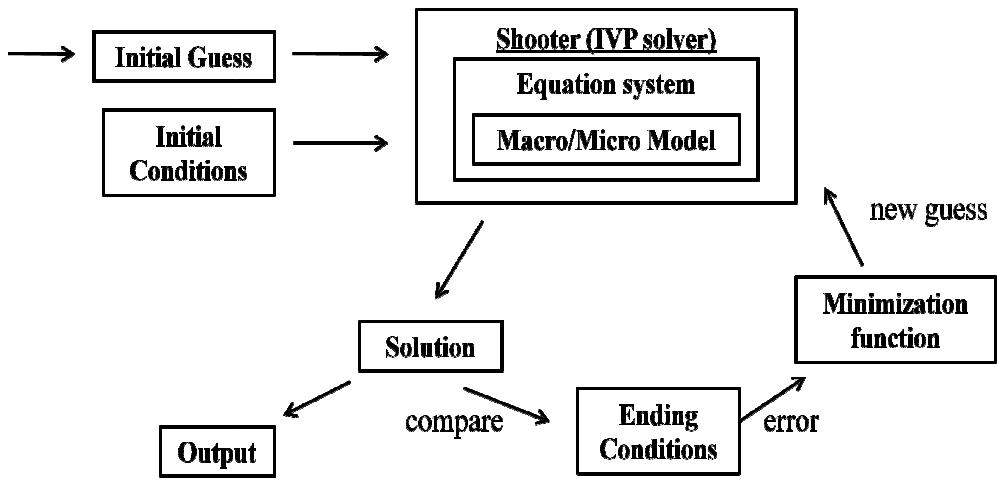 Initial Guess
Initial
Conditions
Shooter (IVP solver)
Equation system
Macro/Micro Model
new guess
Minimization
function
Solution
compare
Ending
Conditions
error
Output